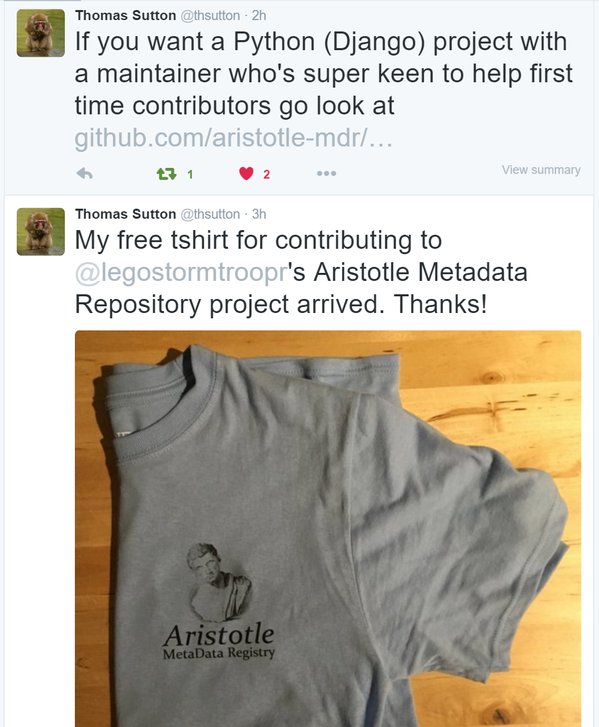 Thomas Sutton @thsutton · 2h
If you want a Python (Django) project with
a maintainer who's super keen to help first
time contributors go look at
github.com/aristotle-mdr/…
1 2 View summary
Thomas Sutton @thsutton · 3h
My free tshirt for contributing to
@legostormtroopr's Aristotle Metadata
Repository project arrived. Thanks!
Aristotle
MetaData Registry